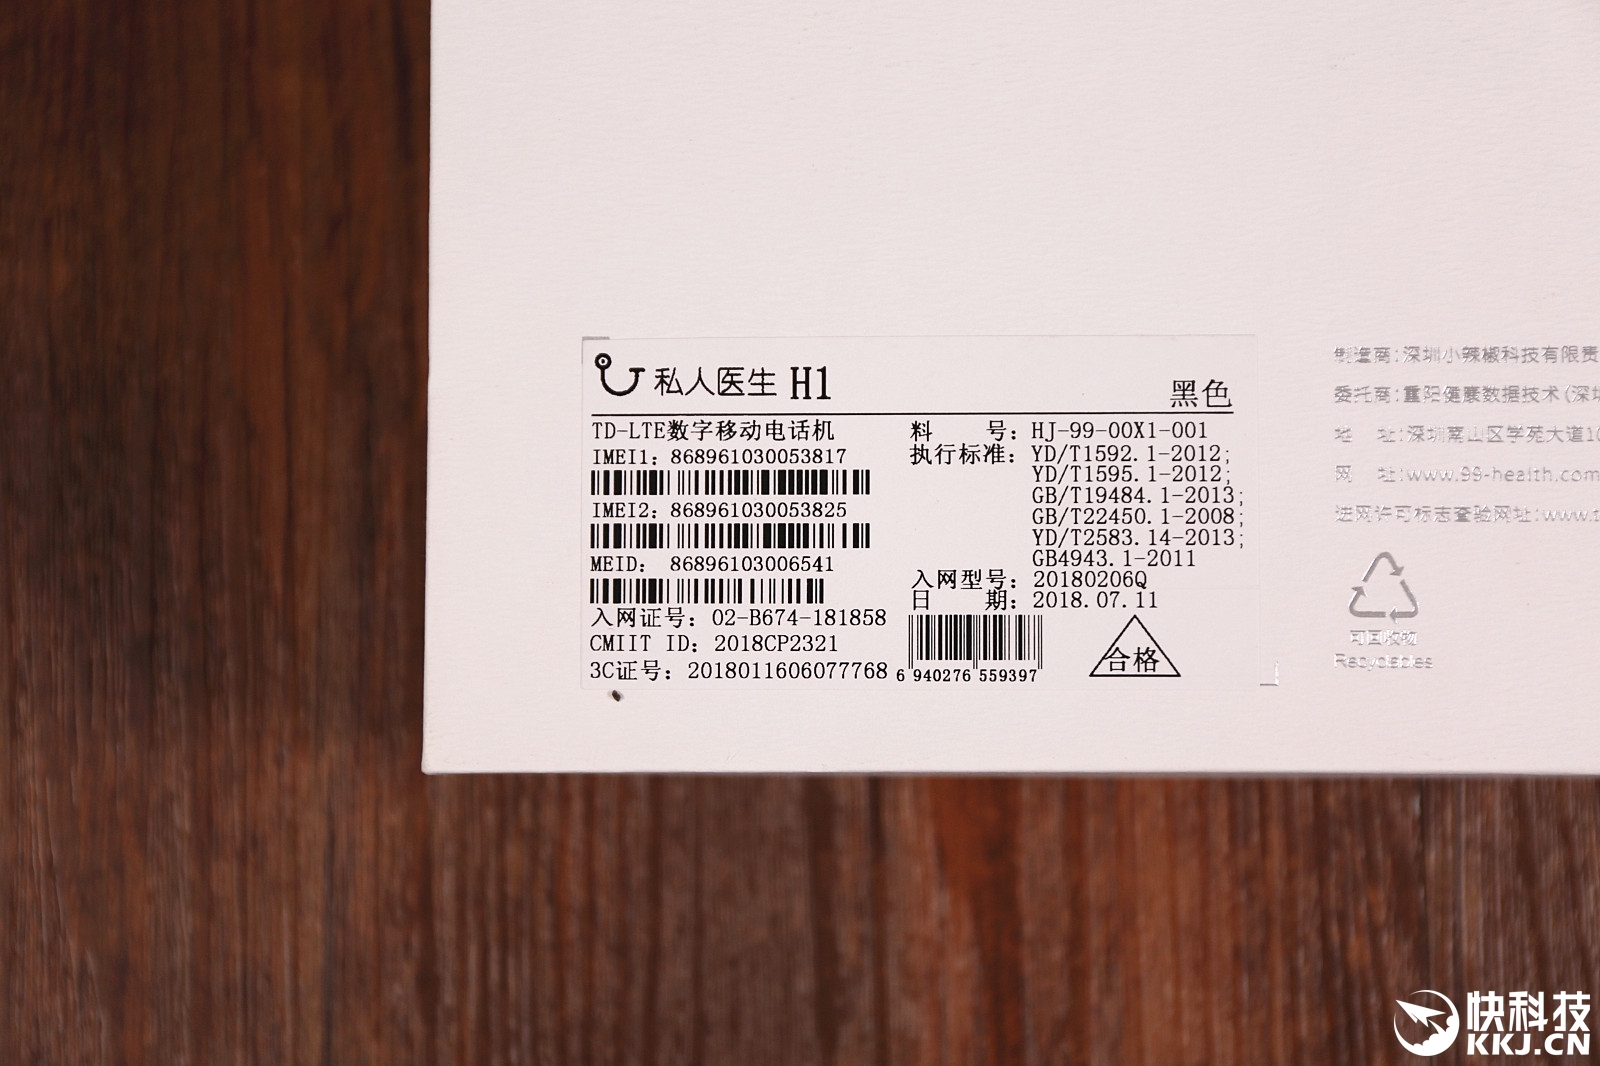 私人医生 H1
黑色
TD-LTE数字移动电话机
IMEI1: 868961030053817
IMEI2: 868961030053825
MEID: 86896103006541
入网证号: 02-B674-181858
CMIIT ID: 2018CP2321
3C证号: 2018011606077768
料 号: HJ-99-00X1-001
执行标准: YD/T1592.1-2012;
YD/T1595.1-2012;
GB/T19484.1-2013;
GB/T22450.1-2008;
YD/T2583.14-2013;
GB4943.1-2011
入网型号: 20180206Q
日 期: 2018.07.11
6 940276 559397
合格
制造商:深圳小辣椒科技有限责
委托商:重阳健康数据技术(深圳
地 址:深圳南山区学苑大道10
网 址:www.99-health.com
进网许可标志查验网址:www.t
可回收物
Recyclables
快科技
KKJ.CN